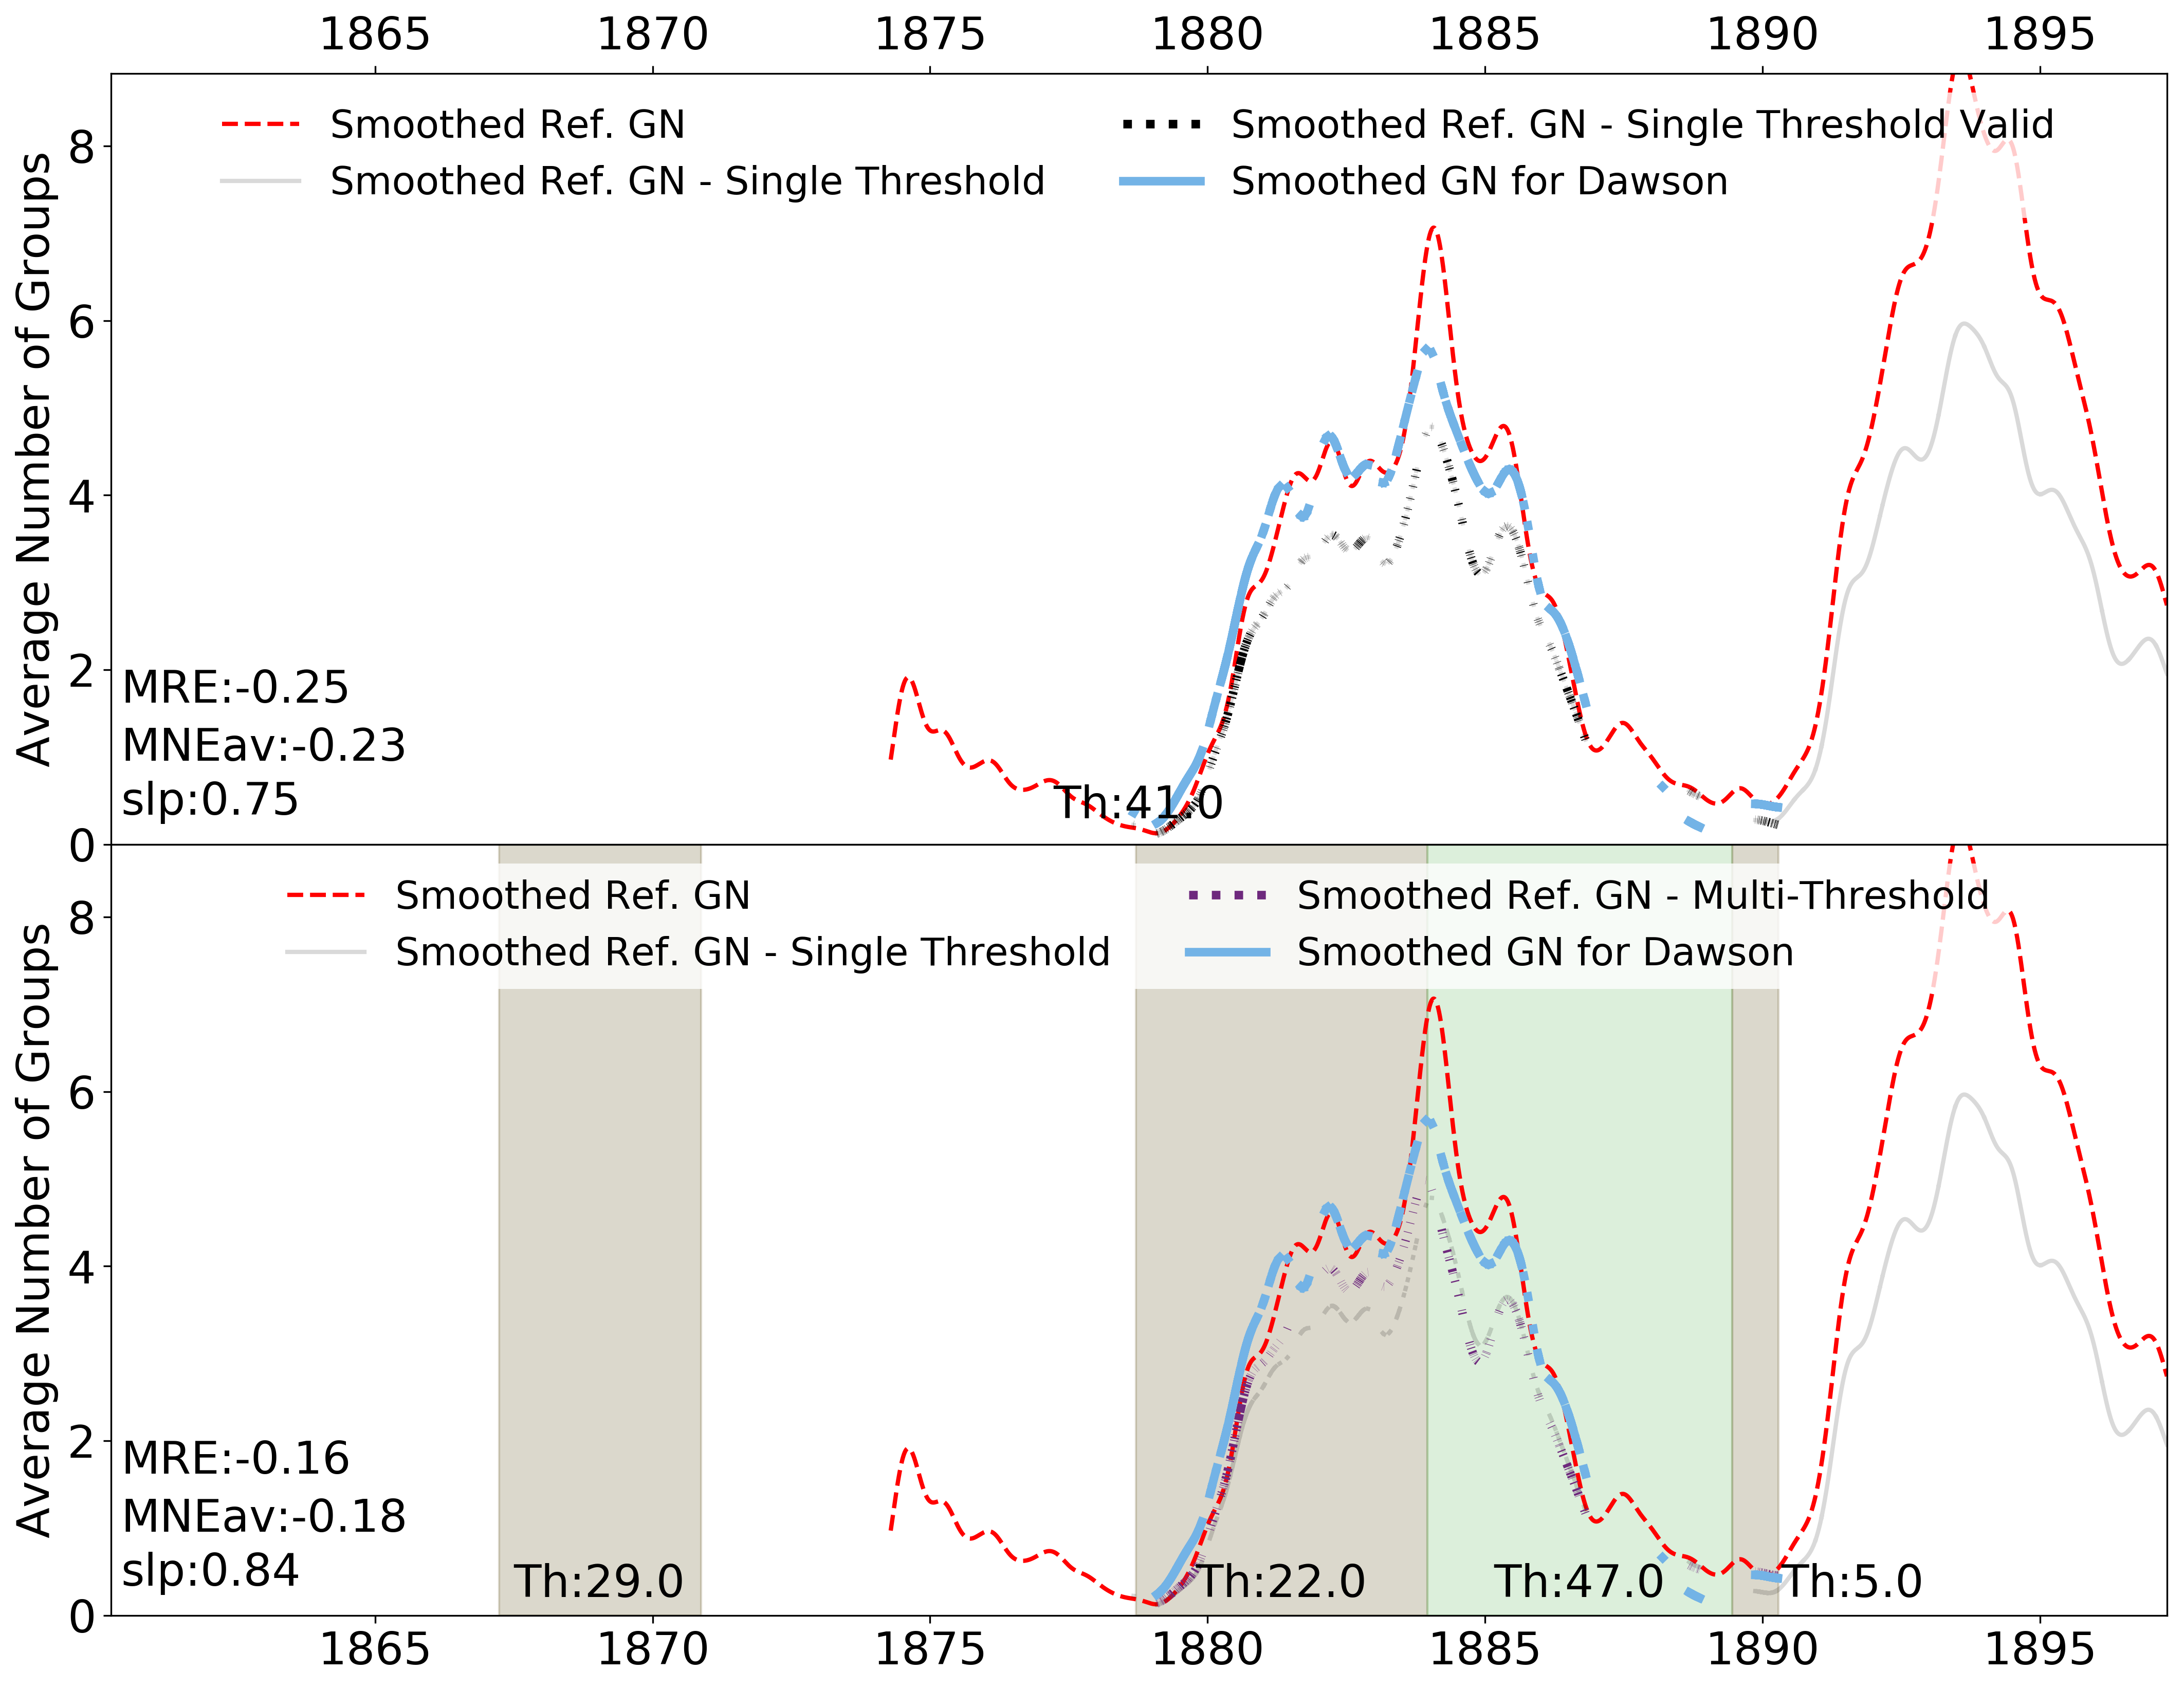 1865 1870 1875 1880 1885 1890 1895
Smoothed Ref. GN
Smoothed Ref. GN - Single Threshold
Smoothed Ref. GN - Single Threshold Valid
Smoothed GN for Dawson
Average Number of Groups
8
6
4
2
0
MRE:-0.25
MNEav:-0.23
slp:0.75
Th:41.0
Smoothed Ref. GN
Smoothed Ref. GN - Single Threshold
Smoothed Ref. GN - Multi-Threshold
Smoothed GN for Dawson
Average Number of Groups
8
6
4
2
0
MRE:-0.16
MNEav:-0.18
slp:0.84
Th:29.0 Th:22.0 Th:47.0 Th:5.0
1865 1870 1875 1880 1885 1890 1895